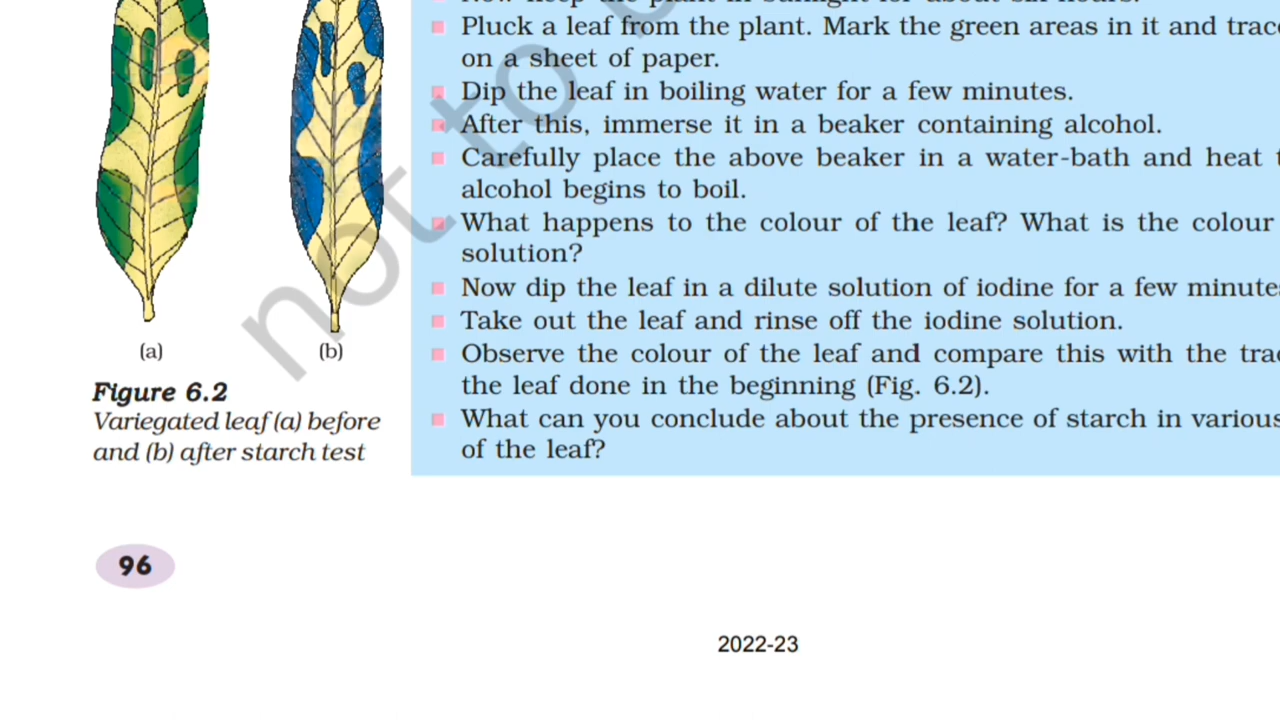 Pluck a leaf from the plant. Mark the green areas in it and trace
on a sheet of paper.
Dip the leaf in boiling water for a few minutes.
After this, immerse it in a beaker containing alcohol.
Carefully place the above beaker in a water-bath and heat
alcohol begins to boil.
What happens to the colour of the leaf? What is the colour
solution?
Now dip the leaf in a dilute solution of iodine for a few minute
Take out the leaf and rinse off the iodine solution.
Observe the colour of the leaf and compare this with the
the leaf done in the beginning (Fig. 6.2).
What can you conclude about the presence of starch in various
of the leaf?
(a)
(b)
Figure 6.2
Variegated leaf (a) before
and (b) after starch test
not to
96
2022-23